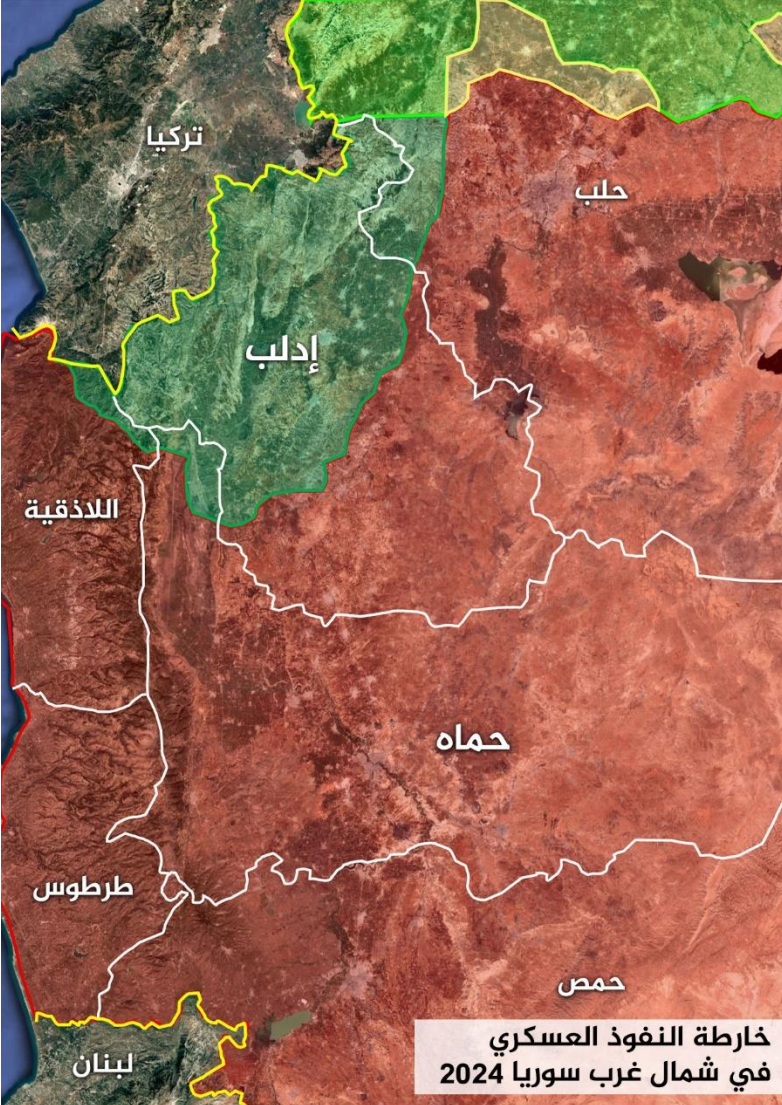 تركيا
حلب
إدلب
اللاذقية
حماه
طرطوس
حمص
لبنان
خارطة النفوذ العسكري
في شمال غرب سوريا 2024